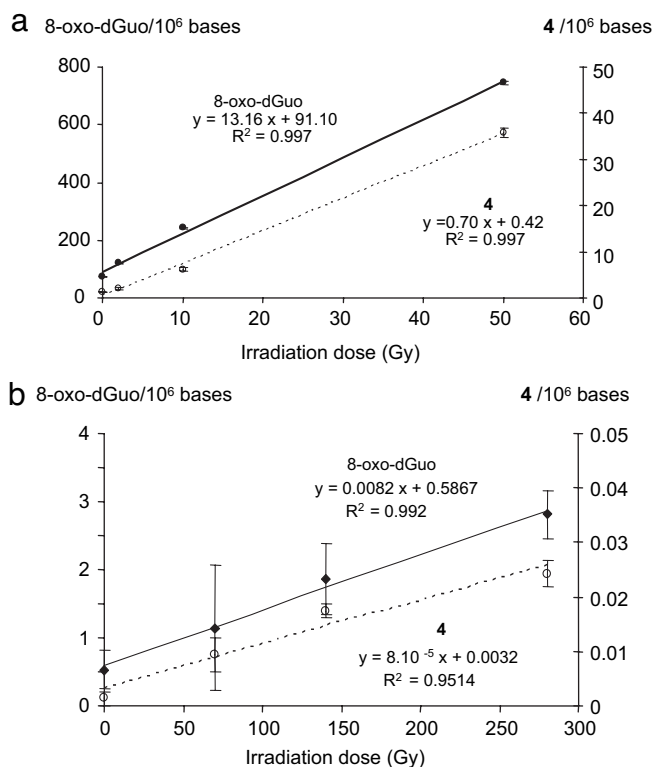 a 8-oxo-dGuo/10⁶ bases 4 /10⁶ bases
800 50
600 40
400 30
200 20
0 10
0
8-oxo-dGuo
y = 13.16 x + 91.10
R² = 0.997
4
y =0.70 x + 0.42
R² = 0.997
0 10 20 30 40 50 60
Irradiation dose (Gy)
b 8-oxo-dGuo/10⁶ bases 4 /10⁶ bases
4 0.05
3 0.04
2 0.03
1 0.02
0 0.01
0
8-oxo-dGuo
y = 0.0082 x + 0.5867
R² = 0.992
4
y = 8.10 ⁻⁵ x + 0.0032
R² = 0.9514
0 50 100 150 200 250 300
Irradiation dose (Gy)